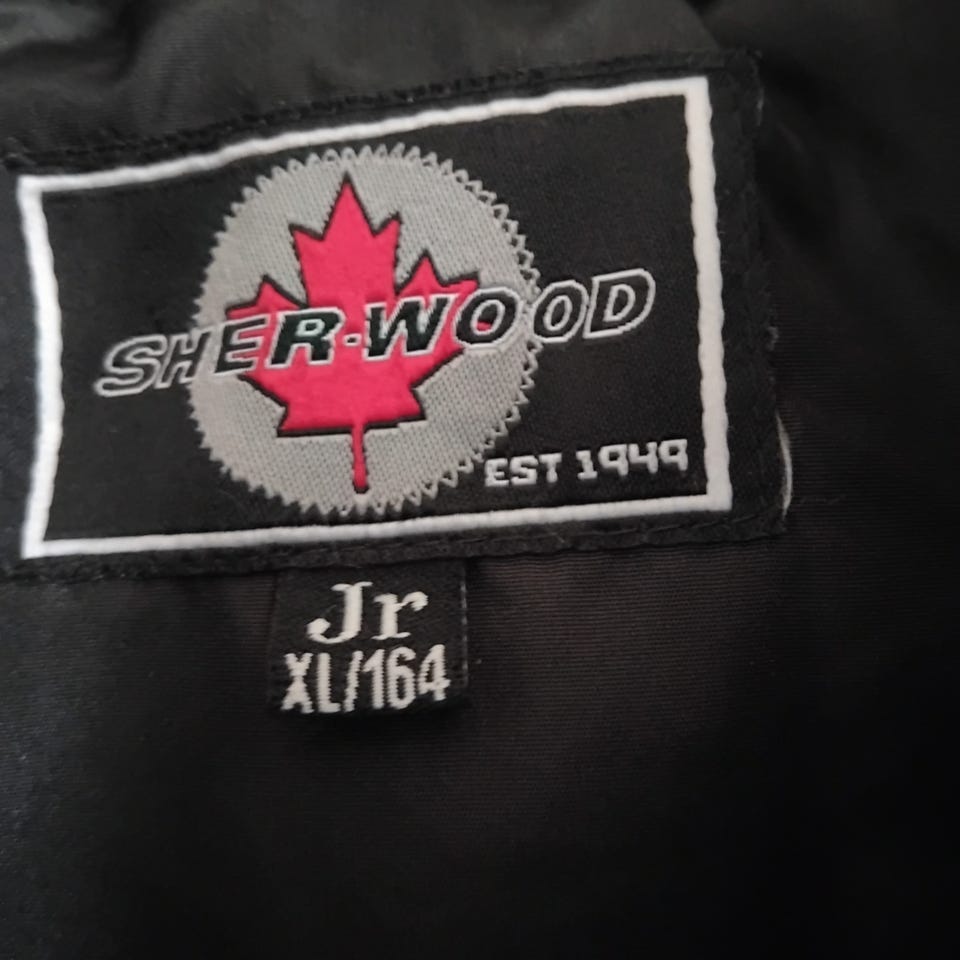 SHER-WOOD
EST 1949
Jr
XL/164